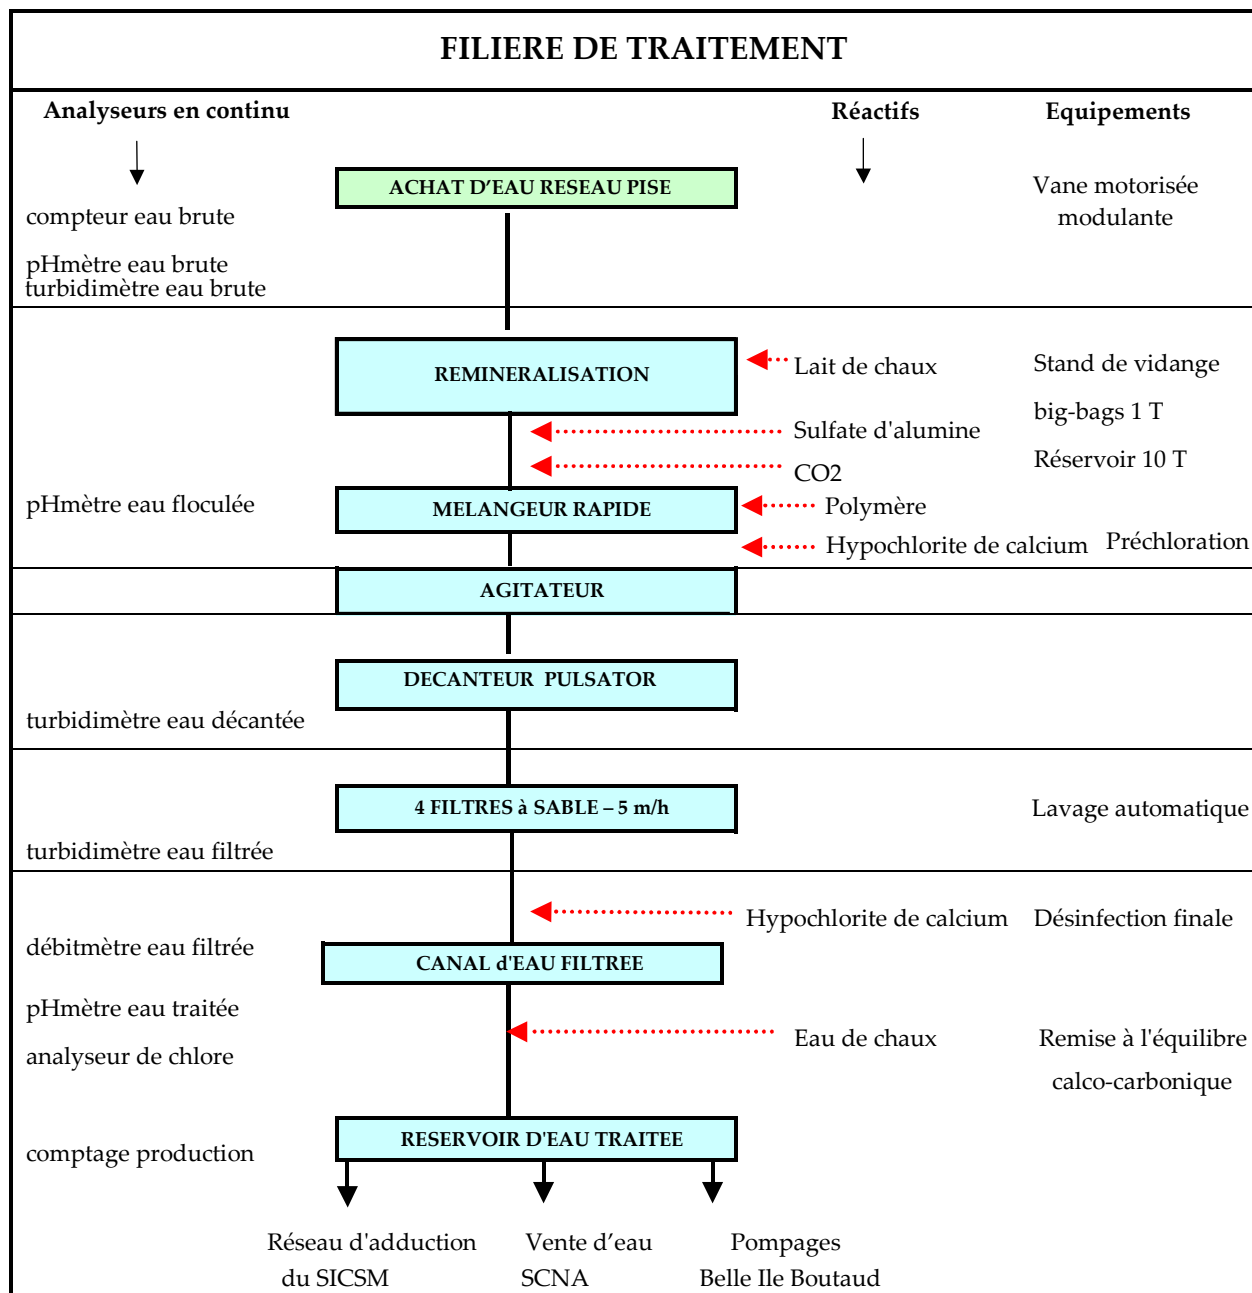 FILIERE DE TRAITEMENT
Analyseurs en continu
Réactifs
Equipements
ACHAT D’EAU RESEAU PISE
Vane motorisée
modulante
compteur eau brute
pHmètre eau brute
turbidimètre eau brute
REMINERALISATION
Lait de chaux
Stand de vidange
big-bags 1 T
Sulfate d'alumine
Réservoir 10 T
CO2
pHmètre eau floculée
MELANGEUR RAPIDE
Polymère
Hypochlorite de calcium
Préchloration
AGITATEUR
DECANTEUR PULSATOR
turbidimètre eau décantée
4 FILTRES à SABLE – 5 m/h
Lavage automatique
turbidimètre eau filtrée
Hypochlorite de calcium
Désinfection finale
débitmètre eau filtrée
CANAL d'EAU FILTREE
pHmètre eau traitée
analyseur de chlore
Eau de chaux
Remise à l'équilibre
calco-carbonique
RESERVOIR D'EAU TRAITEE
comptage production
Réseau d'adduction
du SICSM
Vente d’eau
SCNA
Pompages
Belle Ile Boutaud